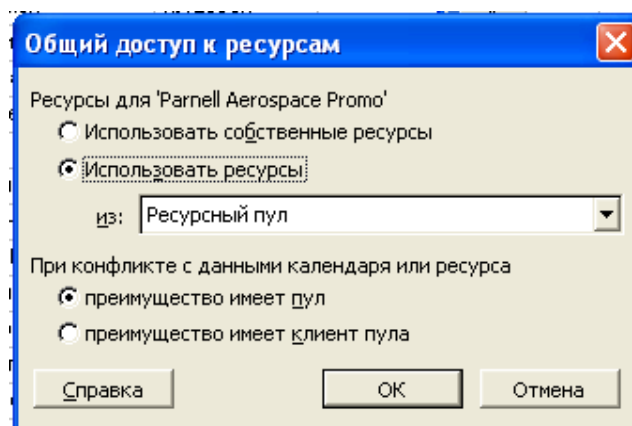 Общий доступ к ресурсам
Ресурсы для 'Parnell Aerospace Promo'
Использовать собственные ресурсы
Использовать ресурсы
из: Ресурсный пул
При конфликте с данными календаря или ресурса
преимущество имеет пул
преимущество имеет клиент пула
Справка ОК Отмена